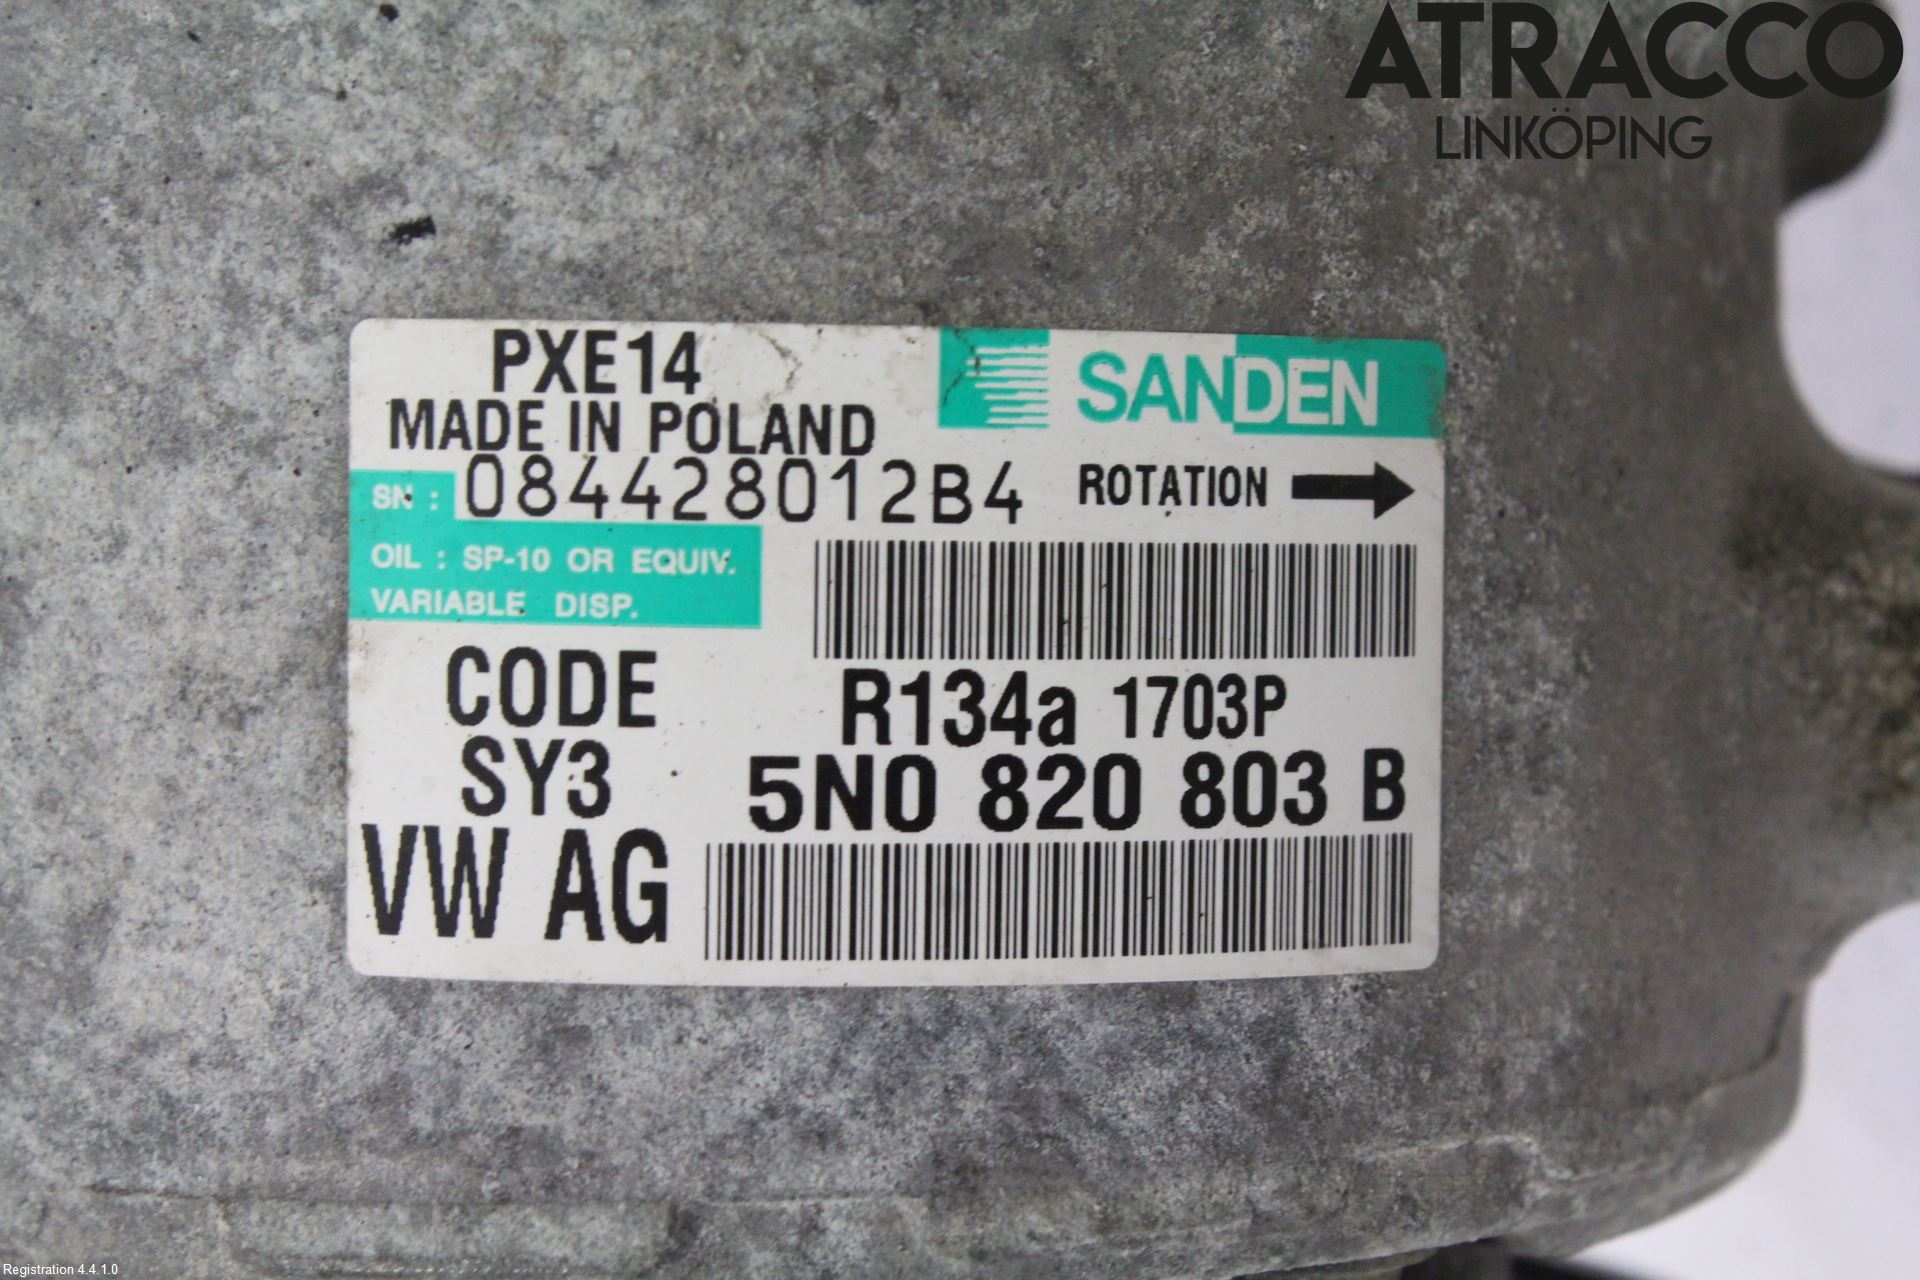 ATRACCO
LINKÖPING
PXE14
SANDEN
MADE IN POLAND
SN : 084428012B4
ROTATION
OIL : SP-10 OR EQUIV.
VARIABLE DISP.
CODE
R134a 1703P
SY3
5N0 820 803 B
VW AG
Registration 4.4.1.0